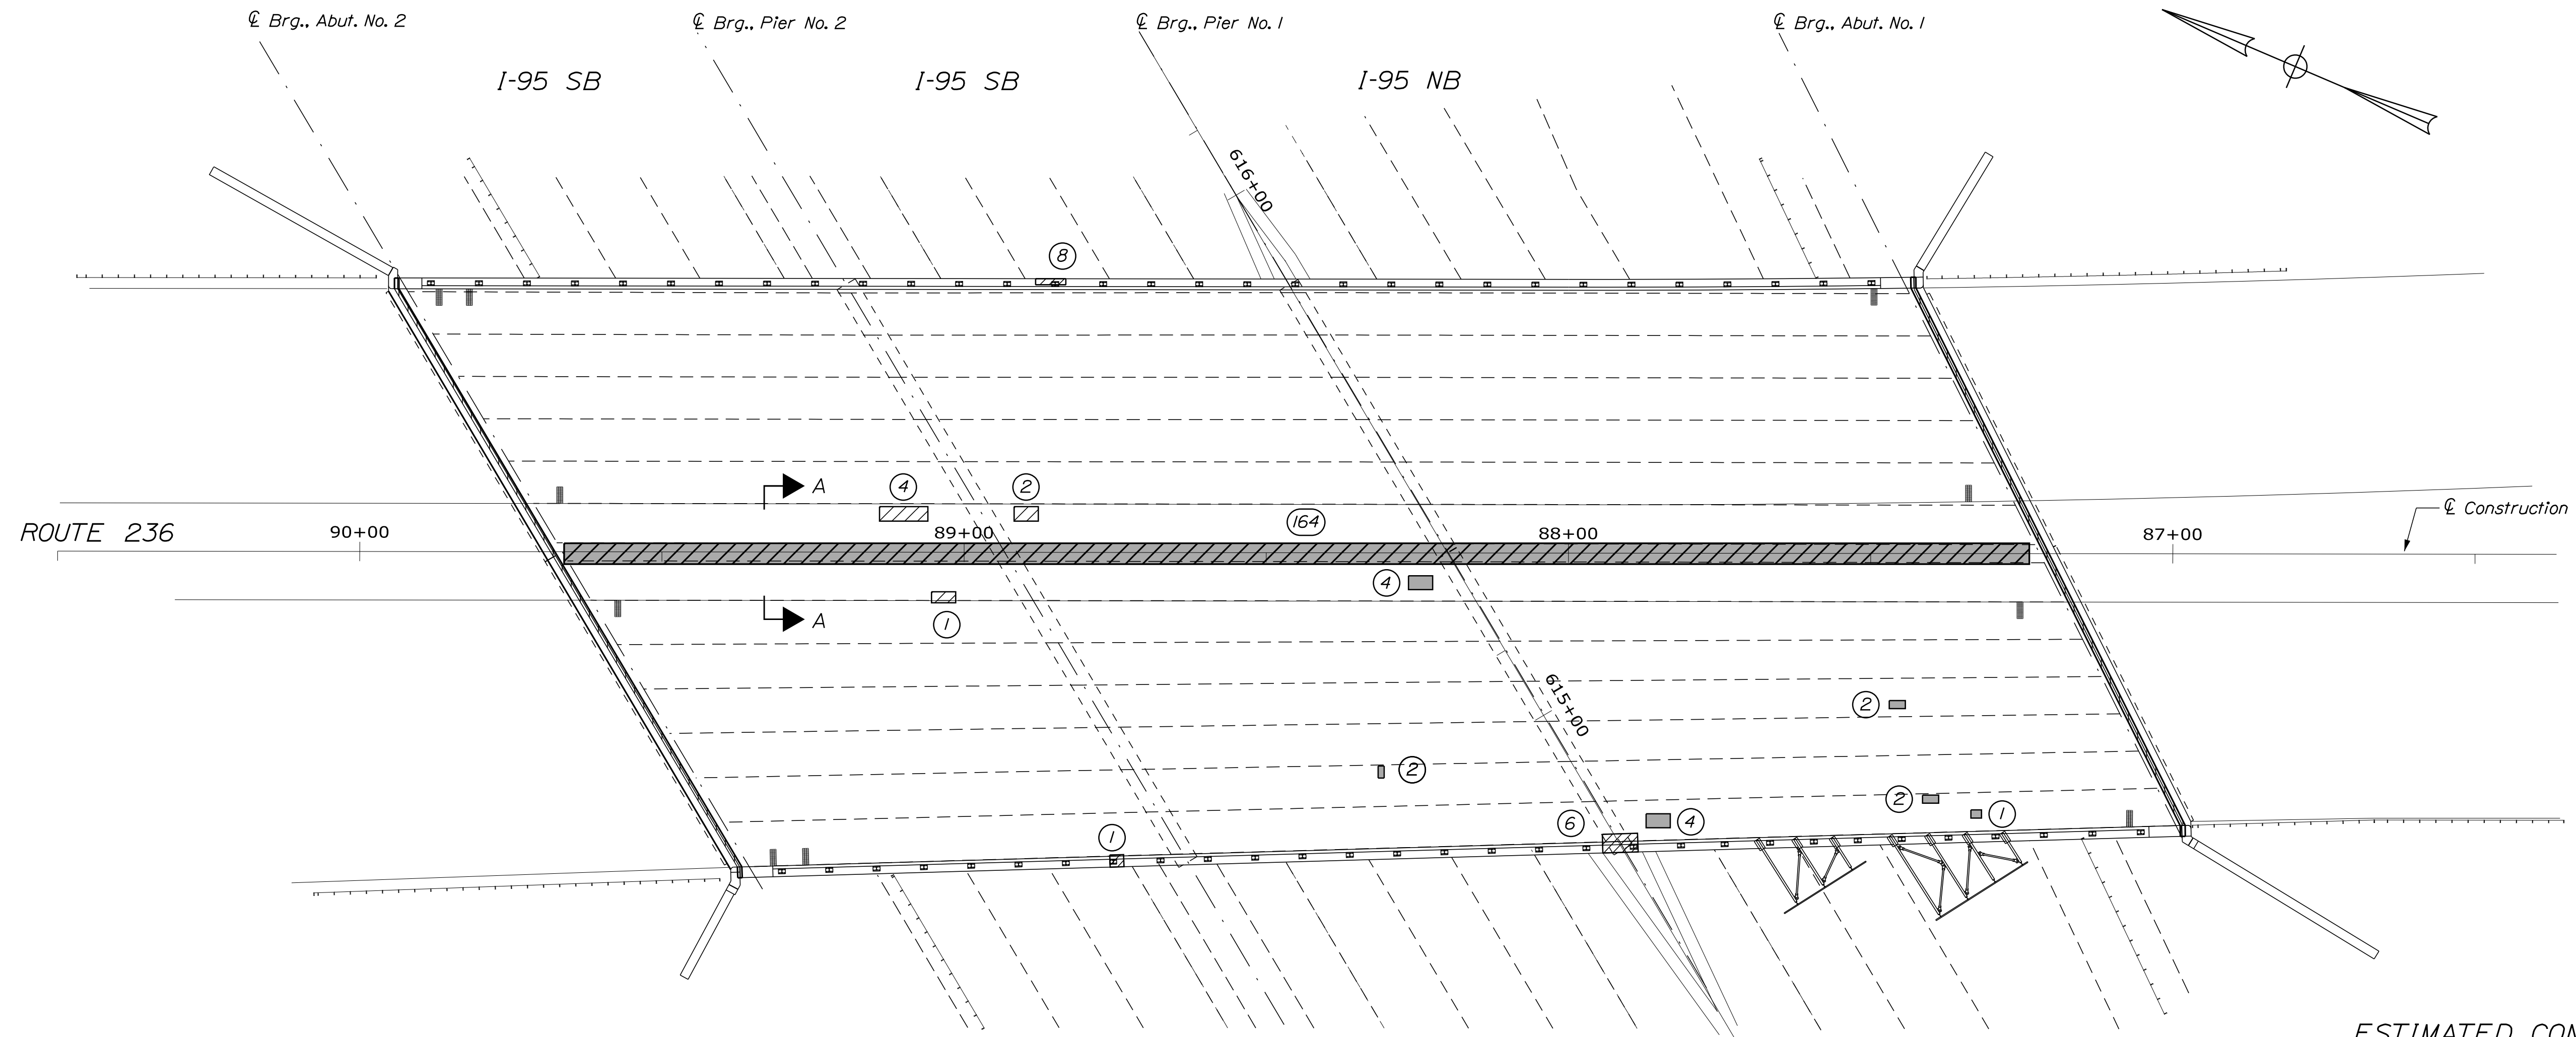 ℄ Brg., Abut. No. 2
℄ Brg., Pier No. 2
℄ Brg., Pier No. 1
℄ Brg., Abut. No. 1
I-95 SB
I-95 SB
I-95 NB
616+00
8
4
A
2
164
℄ Construction
ROUTE 236
90+00
89+00
88+00
87+00
4
1
A
615+00
2
2
2
1
1
6
4
ESTIMATED